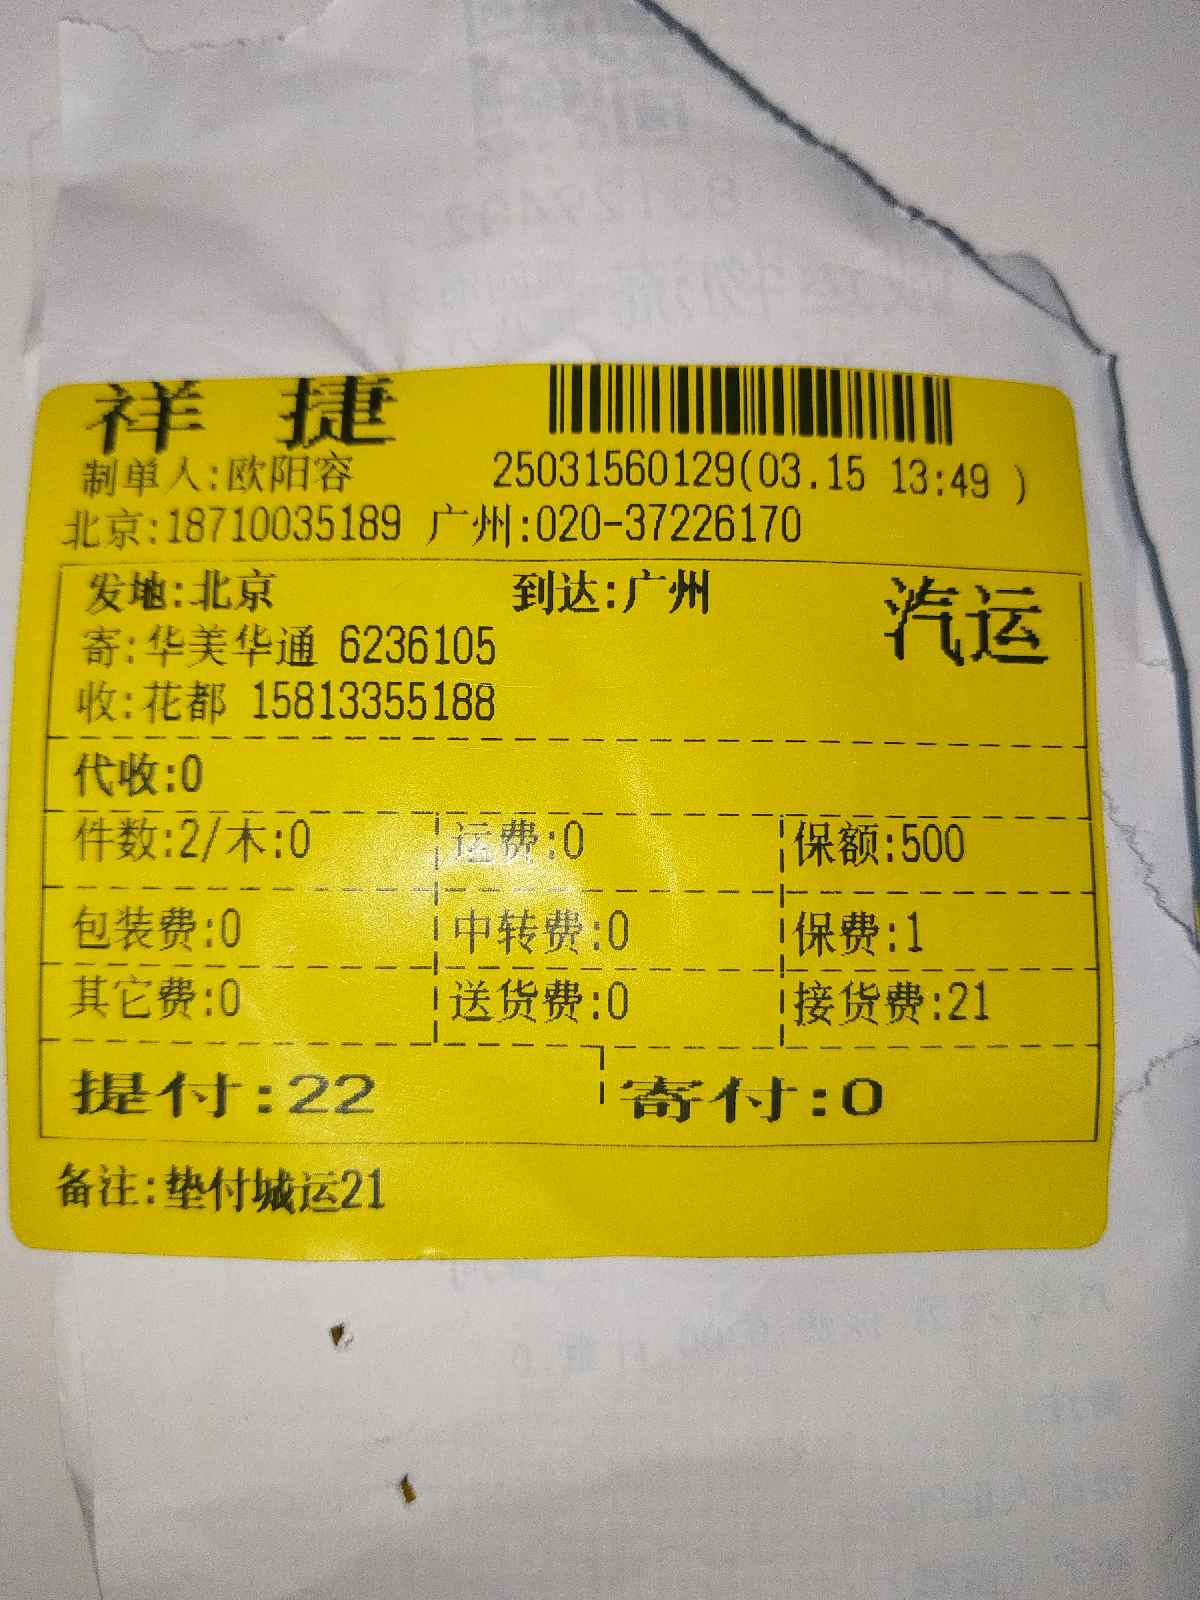 祥 捷
制单人:欧阳容 25031560129(03.15 13:49 )
北京:18710035189 广州:020-37226170
发地:北京 到达:广州 汽运
寄:华美华通 6236105
收:花都 15813355188
代收:0
件数:2/木:0 运费:0 保额:500
包装费:0 中转费:0 保费:1
其它费:0 送货费:0 接货费:21
提付:22 寄付:0
备注:垫付城运21